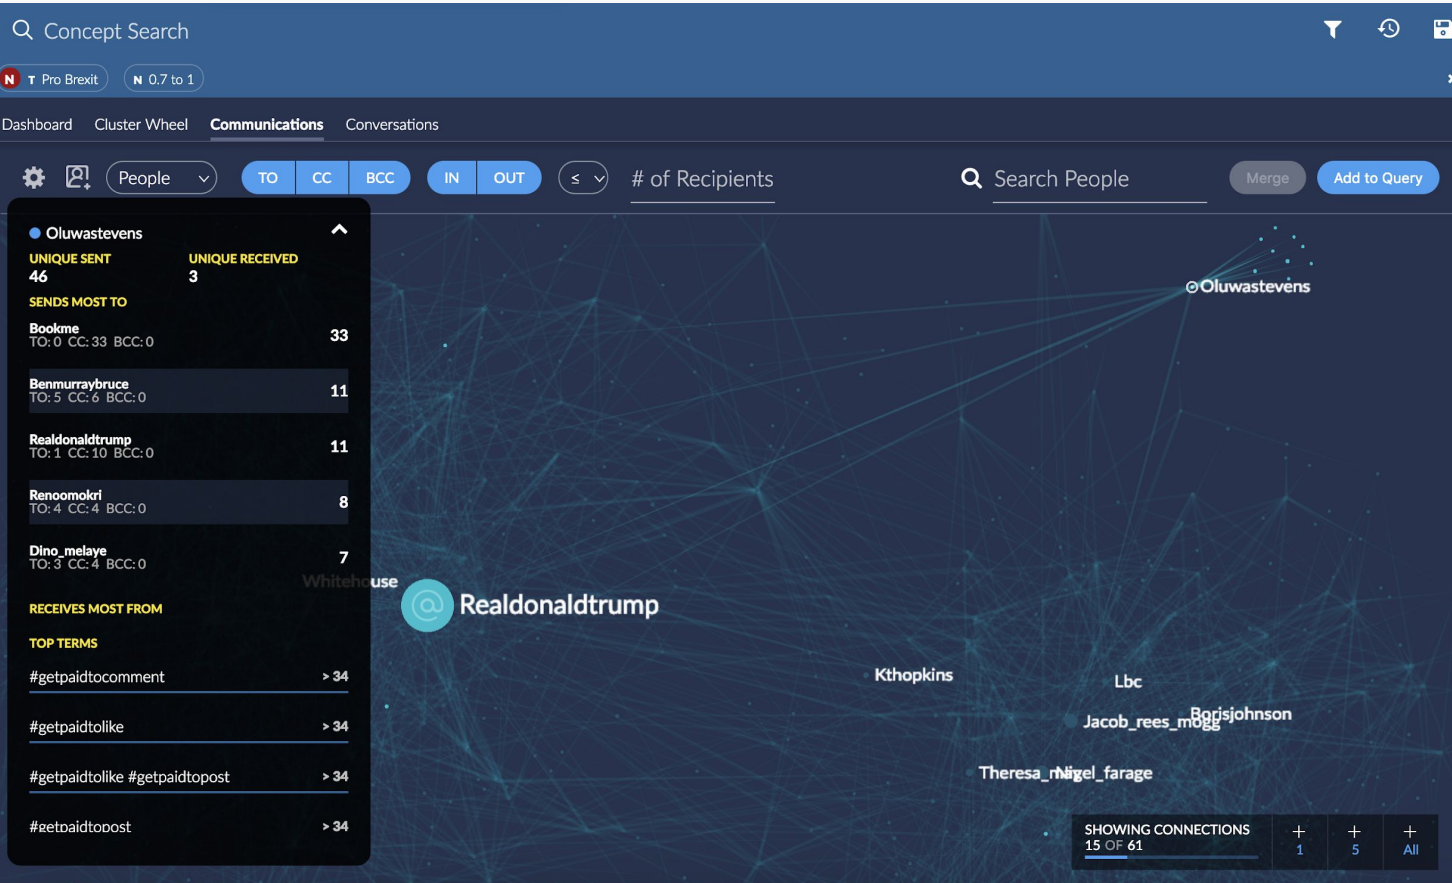 Concept Search
N T Pro Brexit N 0.7 to 1
Dashboard Cluster Wheel Communications Conversations
People TO CC BCC IN OUT ≤ # of Recipients Search People Merge Add to Query
Oluwastevens
UNIQUE SENT UNIQUE RECEIVED
46 3
SENDS MOST TO
Bookme
TO: 0 CC: 33 BCC: 0
33
Benmurraybruce
TO: 5 CC: 6 BCC: 0
11
Realdonaldtrump
TO: 1 CC: 10 BCC: 0
11
Renoomokri
TO: 4 CC: 4 BCC: 0
8
Dino_melaye
TO: 3 CC: 4 BCC: 0
7
RECEIVES MOST FROM
TOP TERMS
#getpaidtocomment > 34
#getpaidtolike > 34
#getpaidtolike #getpaidtopost > 34
#getpaidtopost > 34
Oluwastevens
Whitehouse
@ Realdonaldtrump
Kthopkins
Lbc
Borisjohnson
Jacob_rees_mogg
Theresa_may
Nigel_farage
SHOWING CONNECTIONS
15 OF 61
+ + +
1 5 All